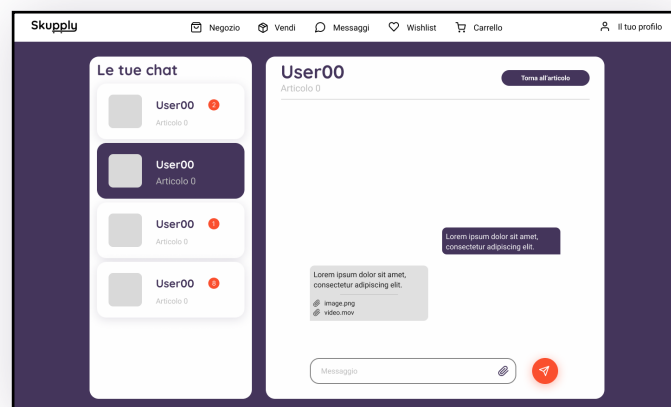 Skupply
Negozio
Vendi
Messaggi
Wishlist
Carrello
Il tuo profilo
Le tue chat
User00
2
Articolo 0
User00
Articolo 0
User00
1
Articolo 0
User00
8
Articolo 0
User00
Articolo 0
Torna all'articolo
Lorem ipsum dolor sit amet,
consectetur adipiscing elit.
Lorem ipsum dolor sit amet,
consectetur adipiscing elit.
image.png
video.mov
Messaggio